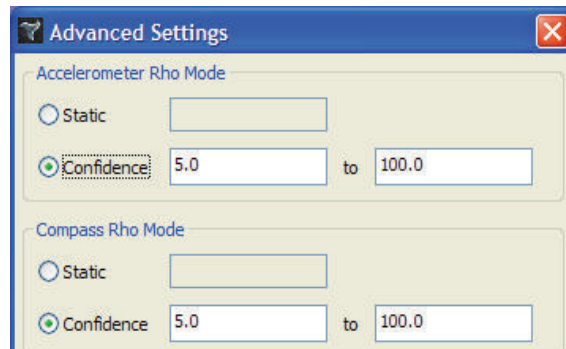 Advanced Settings
Accelerometer Rho Mode
Static
Confidence 5.0 to 100.0
Compass Rho Mode
Static
Confidence 5.0 to 100.0